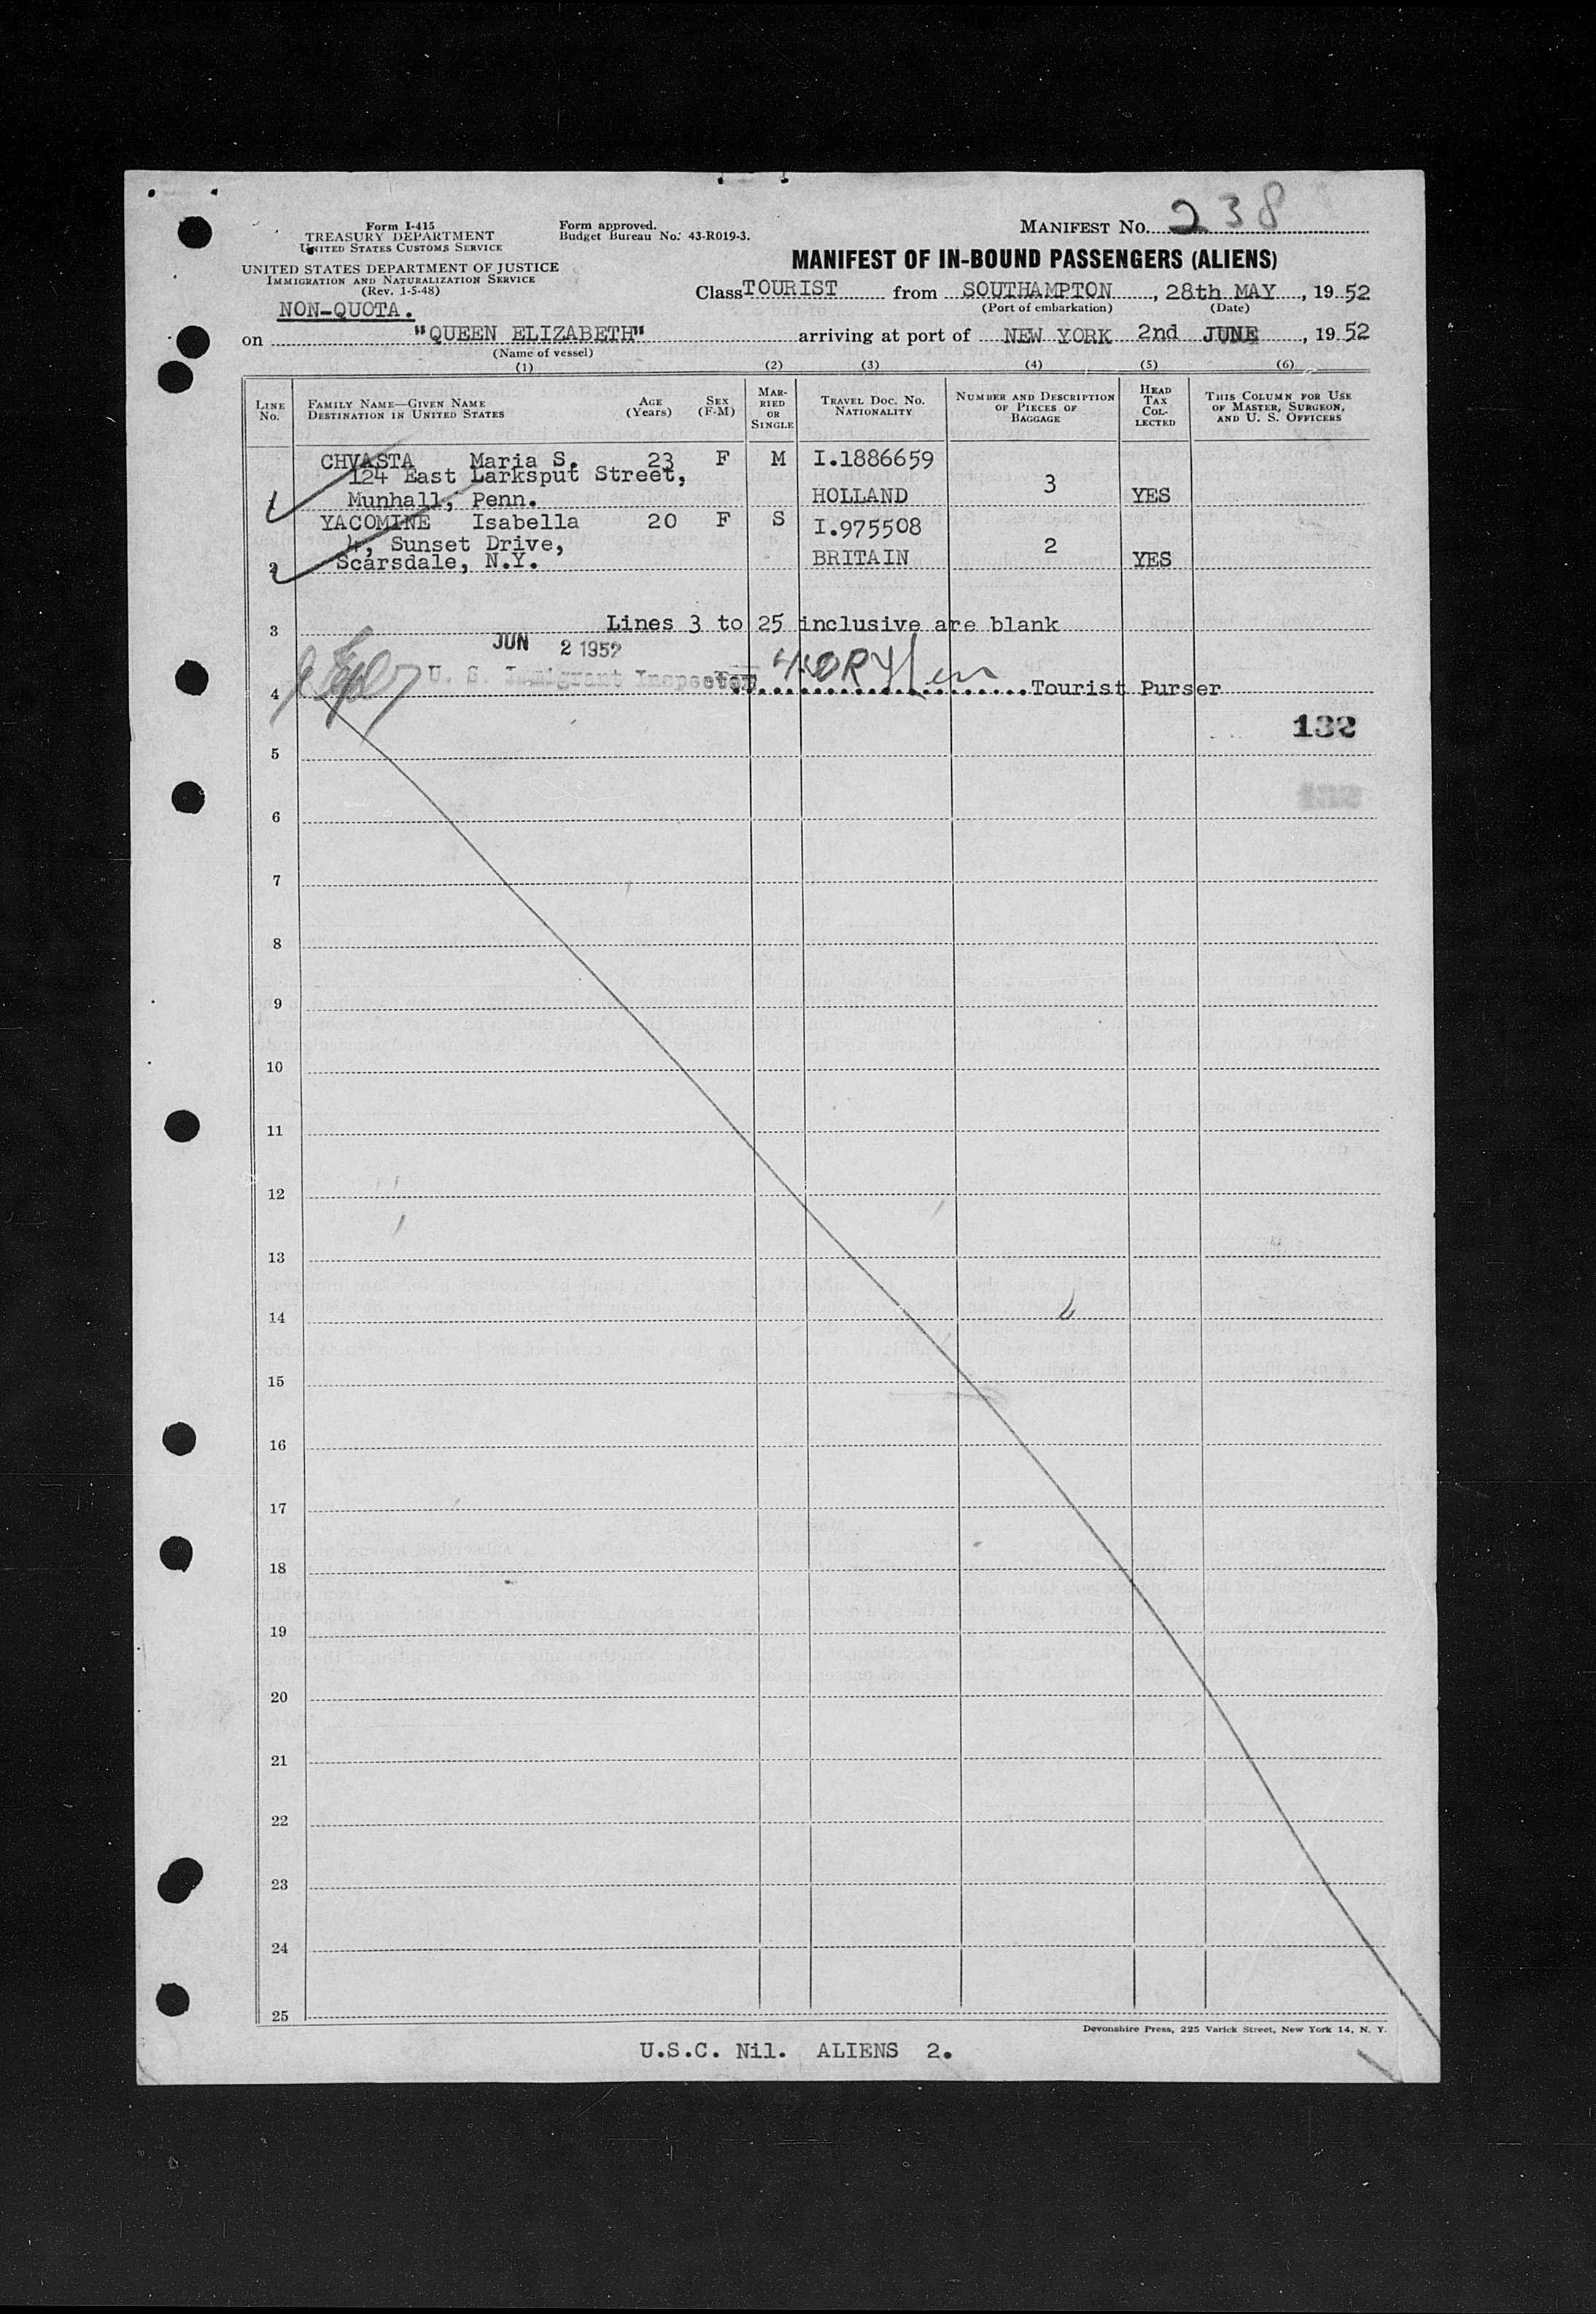 Form I-415
TREASURY DEPARTMENT
UNITED STATES CUSTOMS SERVICE
Form approved.
Budget Bureau No. 43-R019-3.
MANIFEST NO. 238
UNITED STATES DEPARTMENT OF JUSTICE
IMMIGRATION AND NATURALIZATION SERVICE
(Rev. 1-5-48)
MANIFEST OF IN-BOUND PASSENGERS (ALIENS)
NON-QUOTA.
Class TOURIST from SOUTHAMPTON, 28th MAY, 1952
(Port of embarkation) (Date)
on "QUEEN ELIZABETH" arriving at port of NEW YORK 2nd JUNE, 1952
(Name of vessel)
(1) (2) (3) (4) (5) (6)
LINE No. FAMILY NAME—GIVEN NAME DESTINATION IN UNITED STATES AGE (Years) SEX (F-M) MARRIED OR SINGLE TRAVEL DOC. NO. NATIONALITY NUMBER AND DESCRIPTION OF PIECES OF BAGGAGE HEAD TAX COLLECTED THIS COLUMN FOR USE OF MASTER, SURGEON, AND U. S. OFFICERS
CHVASTA Maria S. 23 F M I.1886659
124 East Larksput Street,
1 Munhall, Penn. HOLLAND 3 YES
YACOMINE Isabella 20 F S I.975508
4, Sunset Drive,
2 Scarsdale, N.Y. BRITAIN 2 YES
3 Lines 3 to 25 inclusive are blank
JUN 2 1952
U. S. Immigrant Inspector
4 Tourist Purser
132
5
6
7
8
9
10
11
12
13
14
15
16
17
18
19
20
21
22
23
24
25
Devonshire Press, 225 Varick Street, New York 14, N. Y.
U.S.C. Nil. ALIENS 2.